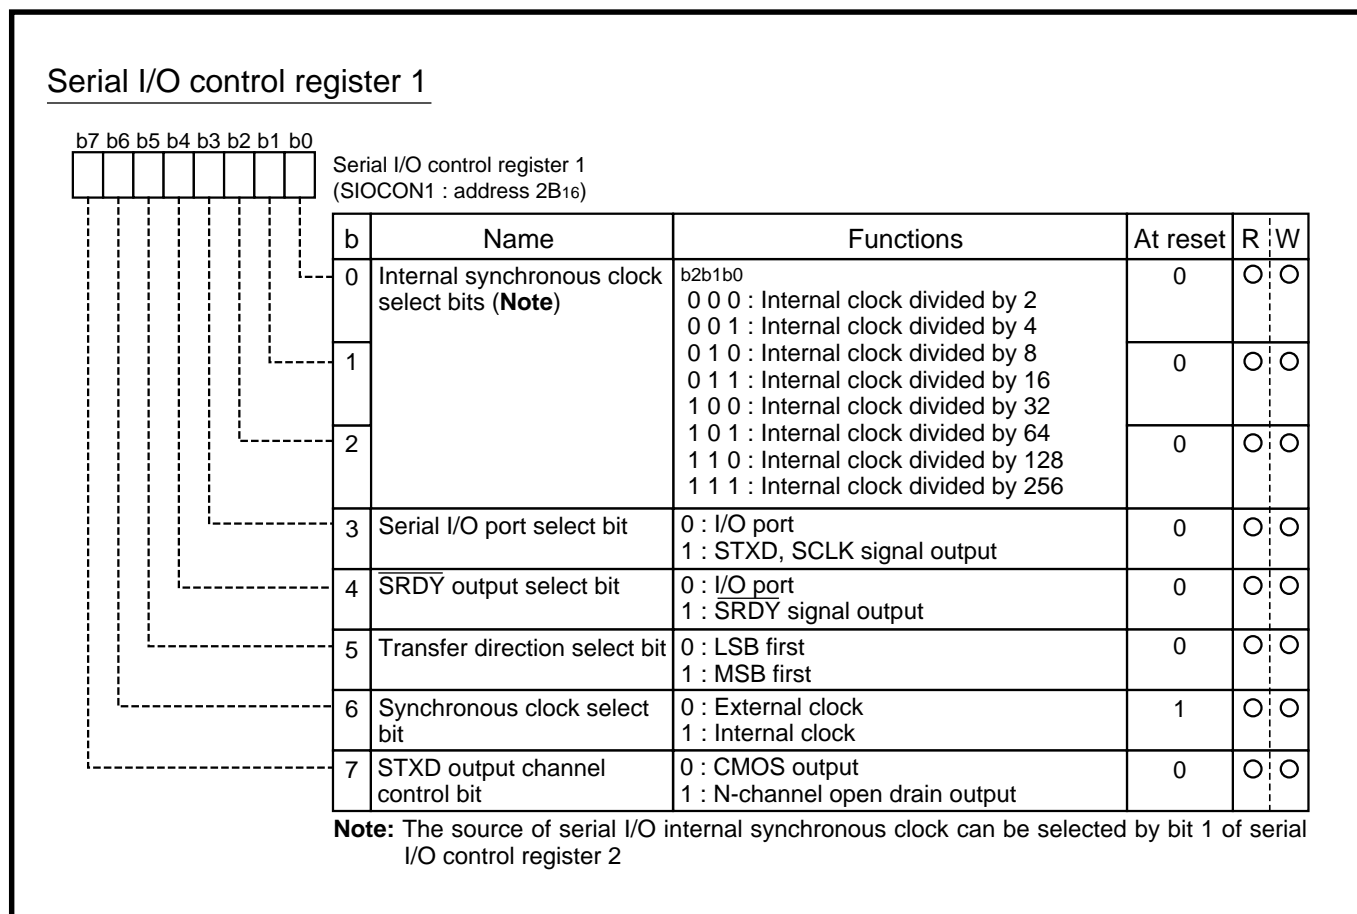 Serial I/O control register 1
b7 b6 b5 b4 b3 b2 b1 b0
Serial I/O control register 1
(SIOCON1 : address 2B16)
b Name Functions At reset R W
0 Internal synchronous clock select bits (Note)
b2b1b0
0 0 0 : Internal clock divided by 2
0 0 1 : Internal clock divided by 4
0 1 0 : Internal clock divided by 8
0 1 1 : Internal clock divided by 16
1 0 0 : Internal clock divided by 32
1 0 1 : Internal clock divided by 64
1 1 0 : Internal clock divided by 128
1 1 1 : Internal clock divided by 256
0
1 0
2 0
3 Serial I/O port select bit 0 : I/O port 0
1 : STXD, SCLK signal output
4 SRDY output select bit 0 : I/O port 0
1 : SRDY signal output
5 Transfer direction select bit 0 : LSB first 0
1 : MSB first
6 Synchronous clock select 0 : External clock 1
bit 1 : Internal clock
7 STXD output channel 0 : CMOS output 0
control bit 1 : N-channel open drain output
Note: The source of serial I/O internal synchronous clock can be selected by bit 1 of serial
I/O control register 2